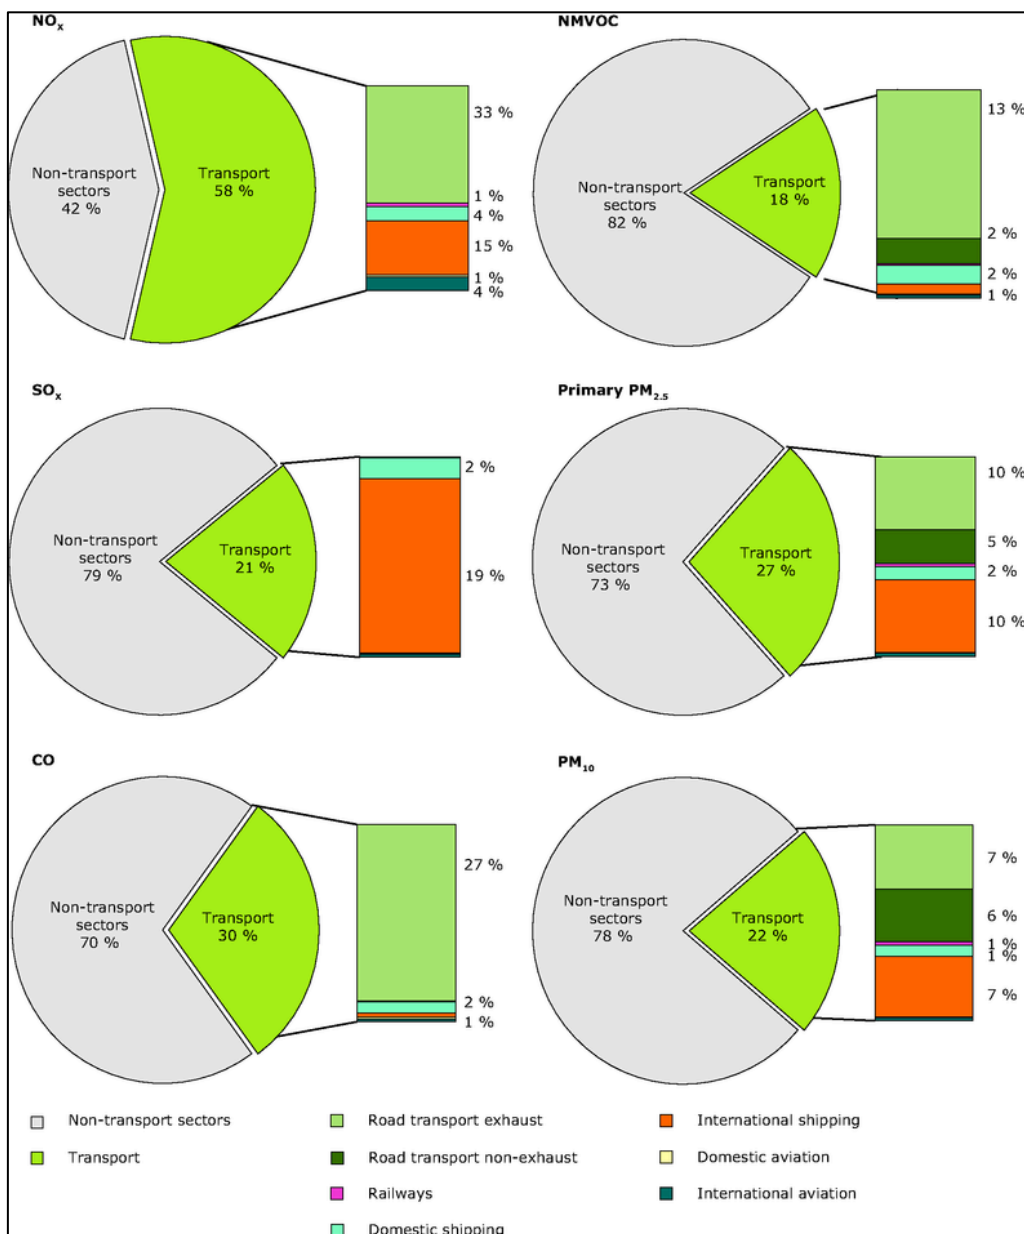 NOx
Non-transport
sectors
42 %
Transport
58 %
33 %
1 %
4 %
15 %
1 %
4 %
NMVOC
Non-transport
sectors
82 %
Transport
18 %
13 %
2 %
2 %
1 %
SOx
Non-transport
sectors
79 %
Transport
21 %
2 %
19 %
Primary PM2.5
Non-transport
sectors
73 %
Transport
27 %
10 %
5 %
2 %
10 %
CO
Non-transport
sectors
70 %
Transport
30 %
27 %
2 %
1 %
PM10
Non-transport
sectors
78 %
Transport
22 %
7 %
6 %
1 %
1 %
7 %
Non-transport sectors
Transport
Road transport exhaust
Road transport non-exhaust
Railways
Domestic shipping
International shipping
Domestic aviation
International aviation